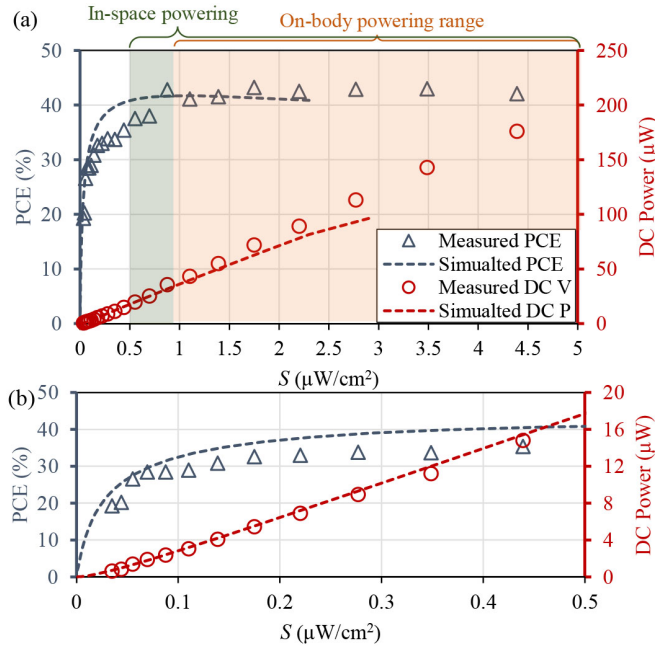 In-space powering
On-body powering range
(a)
50
40
30
20
10
0
PCE (%)
250
200
150
100
50
0
DC Power (µW)
Measured PCE
Simualted PCE
Measured DC V
Simualted DC P
0 0.5 1 1.5 2 2.5 3 3.5 4 4.5 5
S (µW/cm²)
(b)
50
40
30
20
10
0
PCE (%)
20
16
12
8
4
0
DC Power (µW)
0 0.1 0.2 0.3 0.4 0.5
S (µW/cm²)